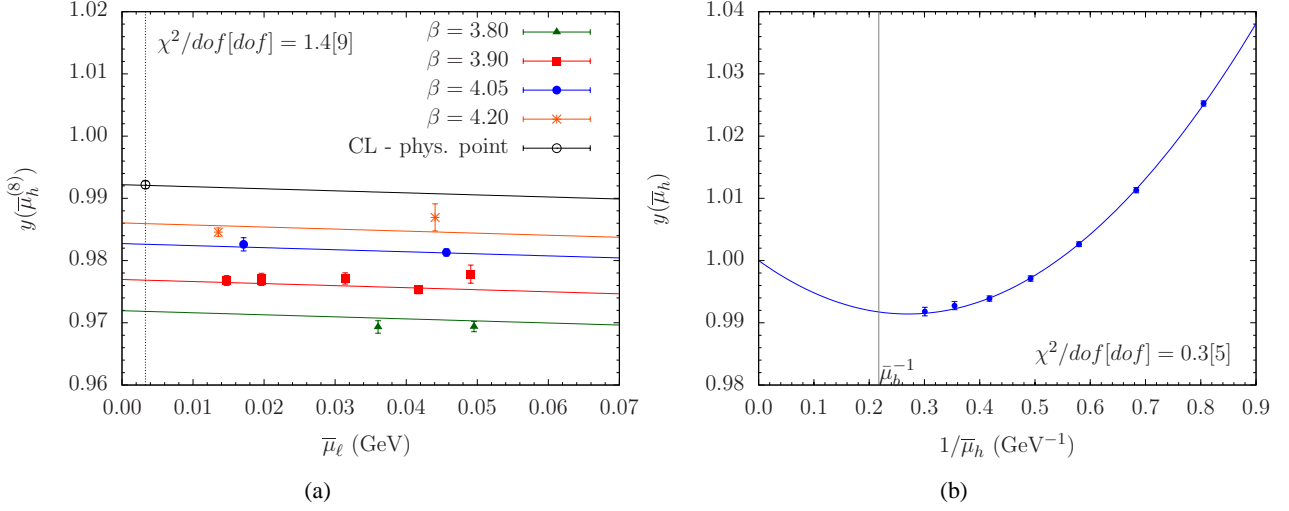 χ²/dof[dof] = 1.4[9]
β = 3.80
β = 3.90
β = 4.05
β = 4.20
CL - phys. point
1.02
1.01
1.00
0.99
0.98
0.97
0.96
y(μ̅_h^(8))
0.00 0.01 0.02 0.03 0.04 0.05 0.06 0.07
μ̅_ℓ (GeV)
(a)
1.04
1.03
1.02
1.01
1.00
0.99
0.98
y(μ̅_h)
χ²/dof[dof] = 0.3[5]
μ̅_b^-1
0.0 0.1 0.2 0.3 0.4 0.5 0.6 0.7 0.8 0.9
1/μ̅_h (GeV⁻¹)
(b)